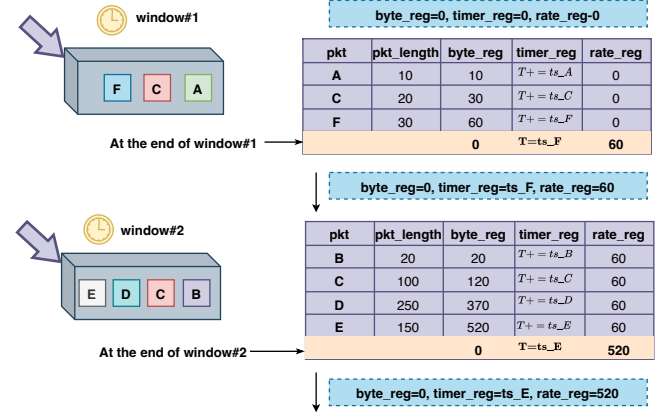 window#1
byte_reg=0, timer_reg=0, rate_reg-0
F C A
pkt pkt_length byte_reg timer_reg rate_reg
A 10 10 T+=ts_A 0
C 20 30 T+=ts_C 0
F 30 60 T+=ts_F 0
At the end of window#1 0 T=ts_F 60
byte_reg=0, timer_reg=ts_F, rate_reg=60
window#2
E D C B
pkt pkt_length byte_reg timer_reg rate_reg
B 20 20 T+=ts_B 60
C 100 120 T+=ts_C 60
D 250 370 T+=ts_D 60
E 150 520 T+=ts_E 60
At the end of window#2 0 T=ts_E 520
byte_reg=0, timer_reg=ts_E, rate_reg=520